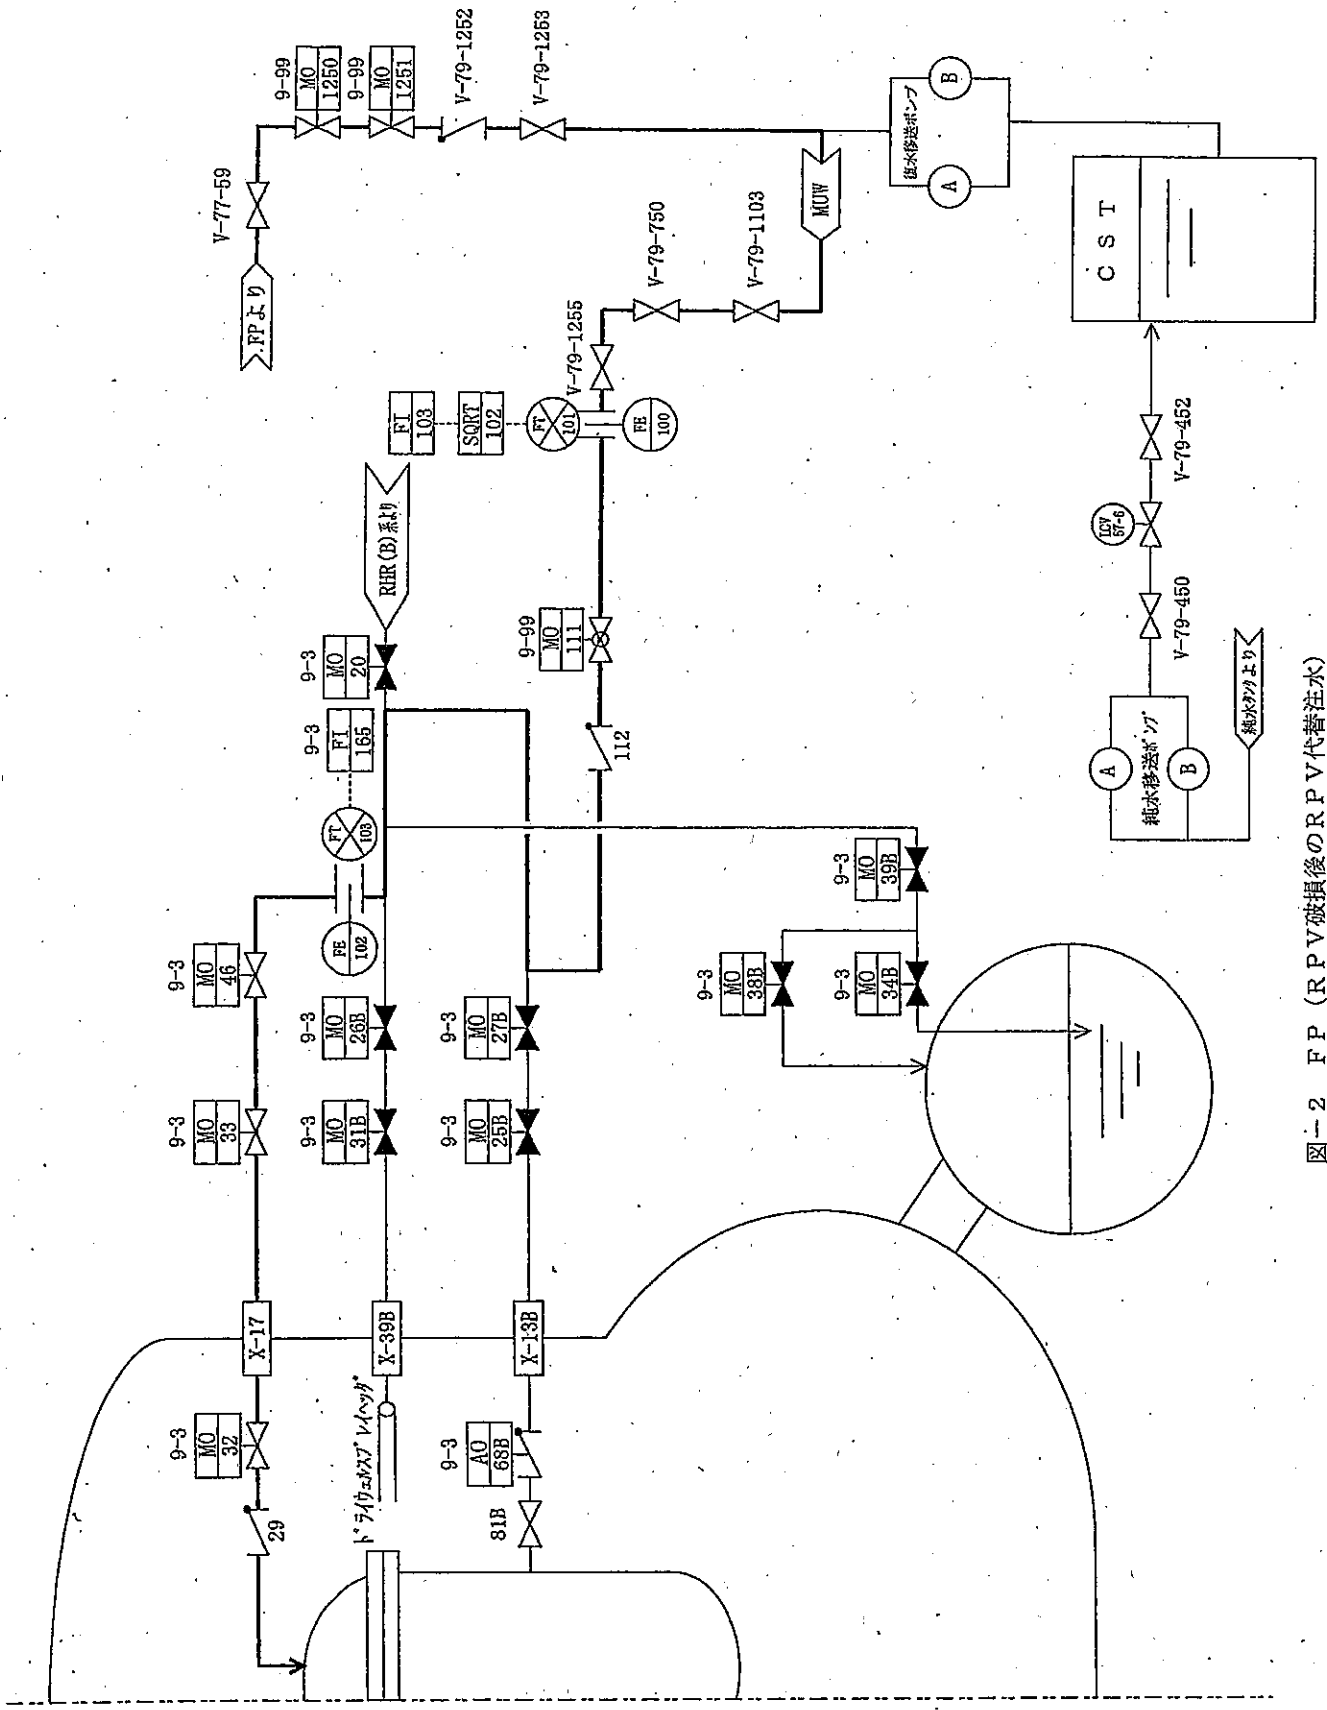 9-99
MO
1250
9-99
MO
1251
V-79-1252
V-79-1253
V-77-59
FPより
MUW
復水移送ポンプ
A
B
CST
V-79-750
V-79-1103
V-79-1255
FI
103
SQRT
102
FT
101
FE
100
RHR(B)系より
9-3
MO
20
9-3
FI
165
FT
103
FE
102
9-99
MO
111
112
9-3
MO
46
9-3
MO
33
9-3
MO
26B
9-3
MO
31B
9-3
MO
27B
9-3
MO
25B
9-3
MO
39B
9-3
MO
38B
9-3
MO
34B
X-17
X-39B
X-13B
9-3
MO
32
29
ドライウェルスプレイヘッダ
9-3
AO
68B
81B
V-79-452
LCV
57-6
V-79-450
純水移送ポンプ
A
B
純水タンクより
図-2 FP(RPV破損後のRPV代替注水)